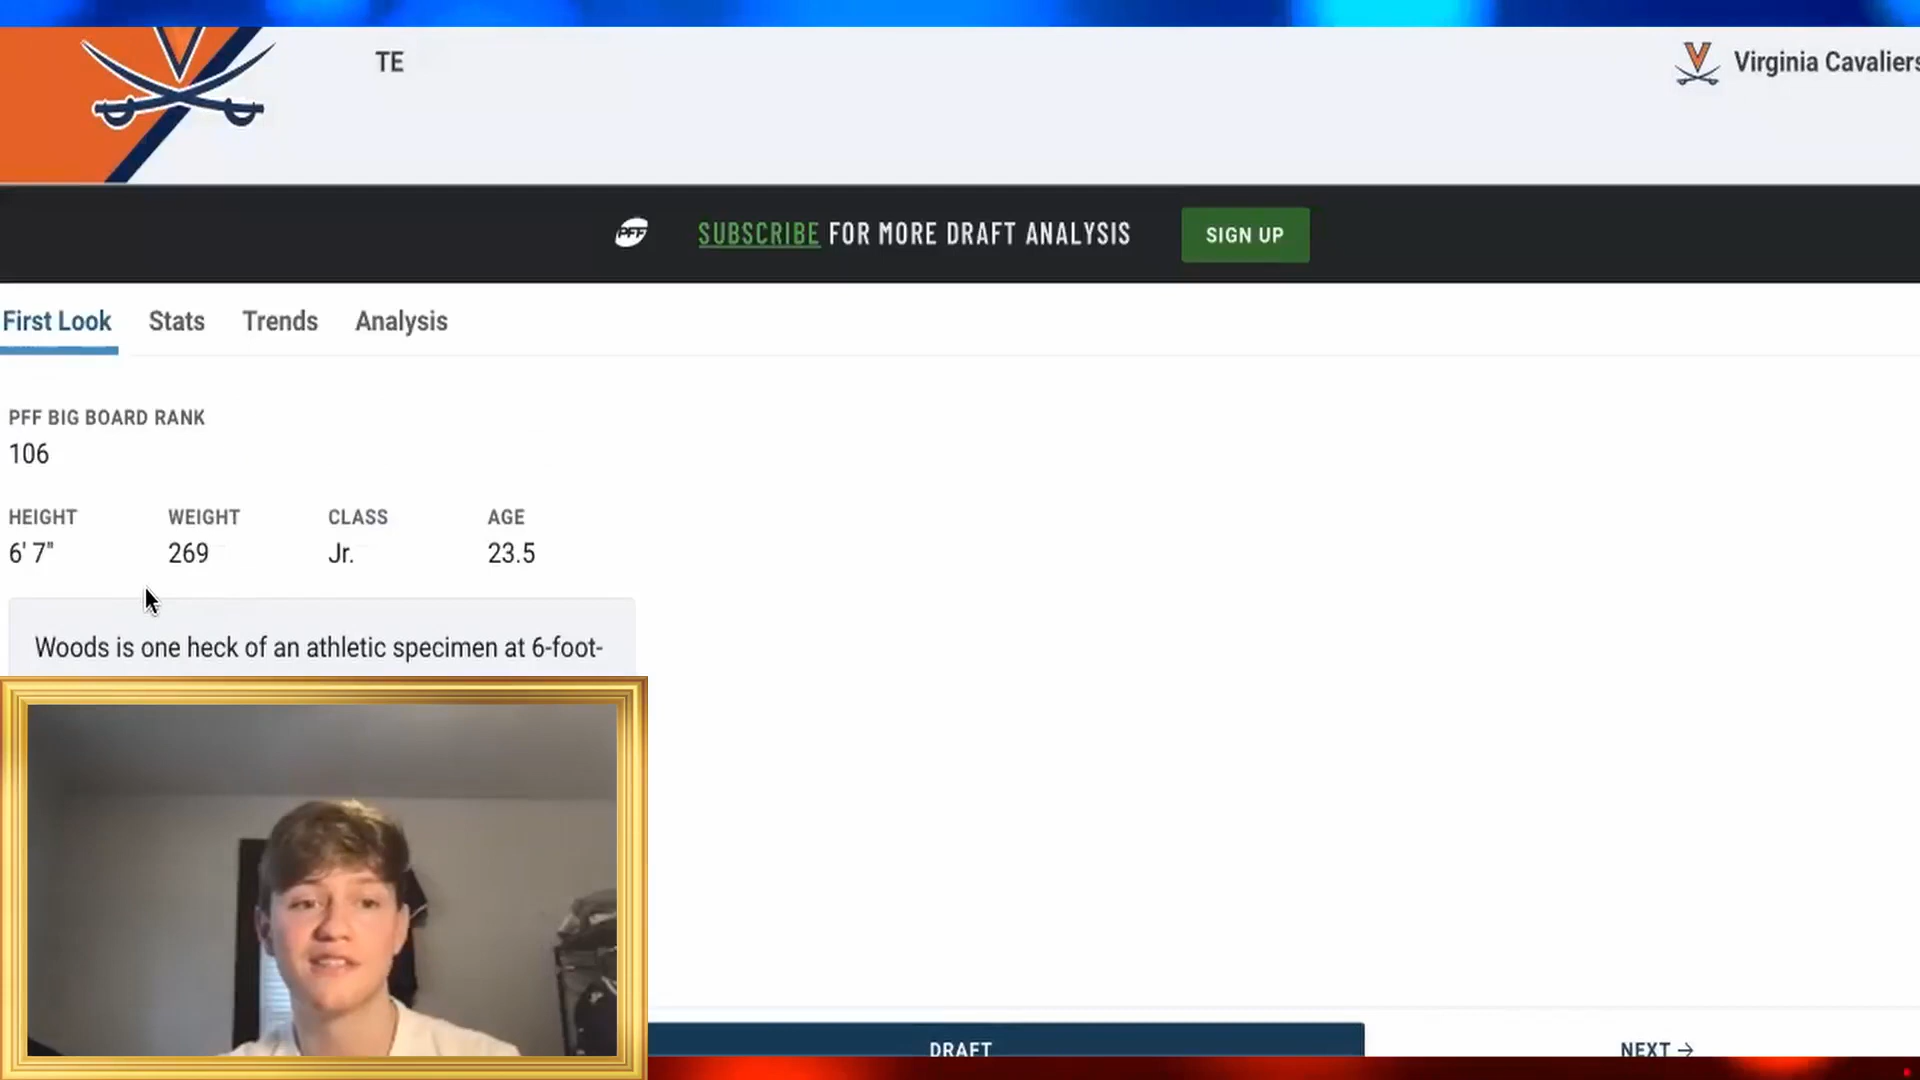 TE
Virginia Cavaliers
PFF
SUBSCRIBE FOR MORE DRAFT ANALYSIS
SIGN UP
First Look
Stats
Trends
Analysis
PFF BIG BOARD RANK
106
HEIGHT
WEIGHT
CLASS
AGE
6' 7"
269
Jr.
23.5
Woods is one heck of an athletic specimen at 6-foot-
DRAFT
NEXT →